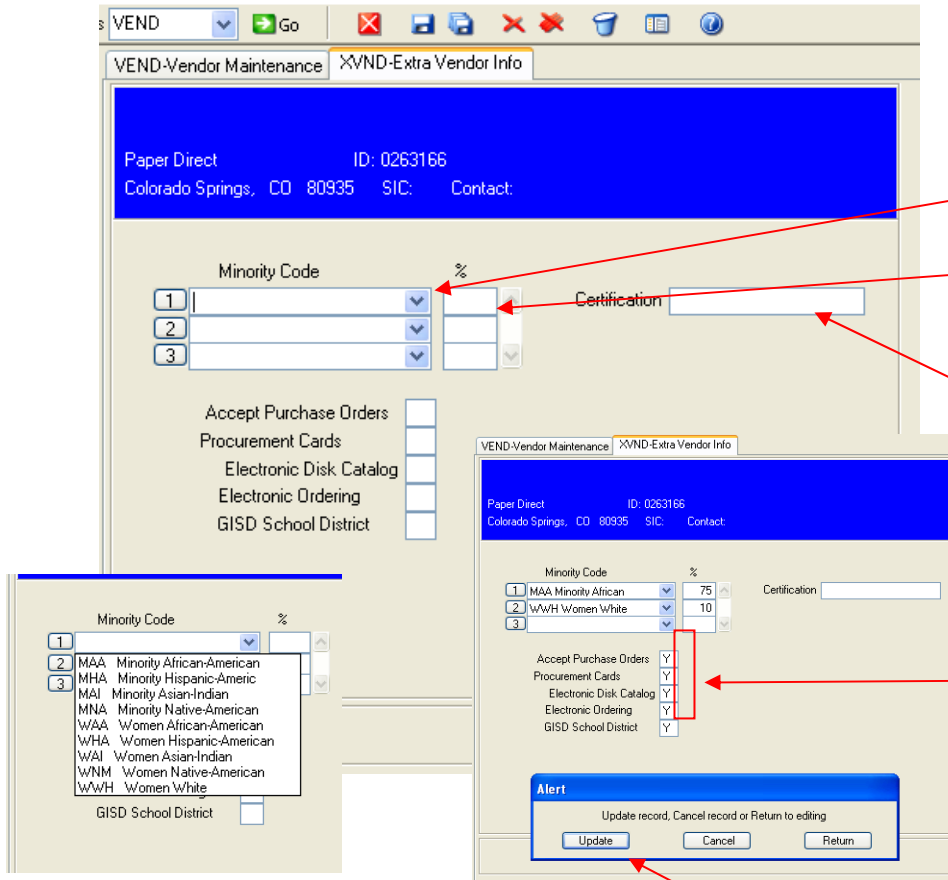 s VEND Go
VEND-Vendor Maintenance XVND-Extra Vendor Info
Paper Direct ID: 0263166
Colorado Springs, CO 80935 SIC: Contact:
Minority Code %
1 Certification
2
3
Accept Purchase Orders
Procurement Cards
Electronic Disk Catalog
Electronic Ordering
GISD School District
Minority Code %
1
2 MAA Minority African-American
3 MHA Minority Hispanic-Americ
MAI Minority Asian-Indian
MNA Minority Native-American
WAA Women African-American
WHA Women Hispanic-American
WAI Women Asian-Indian
WNM Women Native-American
WWH Women White
GISD School District
VEND-Vendor Maintenance XVND-Extra Vendor Info
Paper Direct ID: 0263166
Colorado Springs, CO 80935 SIC: Contact:
Minority Code %
1 MAA Minority African 75 Certification
2 WWH Women White 10
3
Accept Purchase Orders Y
Procurement Cards Y
Electronic Disk Catalog Y
Electronic Ordering Y
GISD School District Y
Alert
Update record, Cancel record or Return to editing
Update Cancel Return